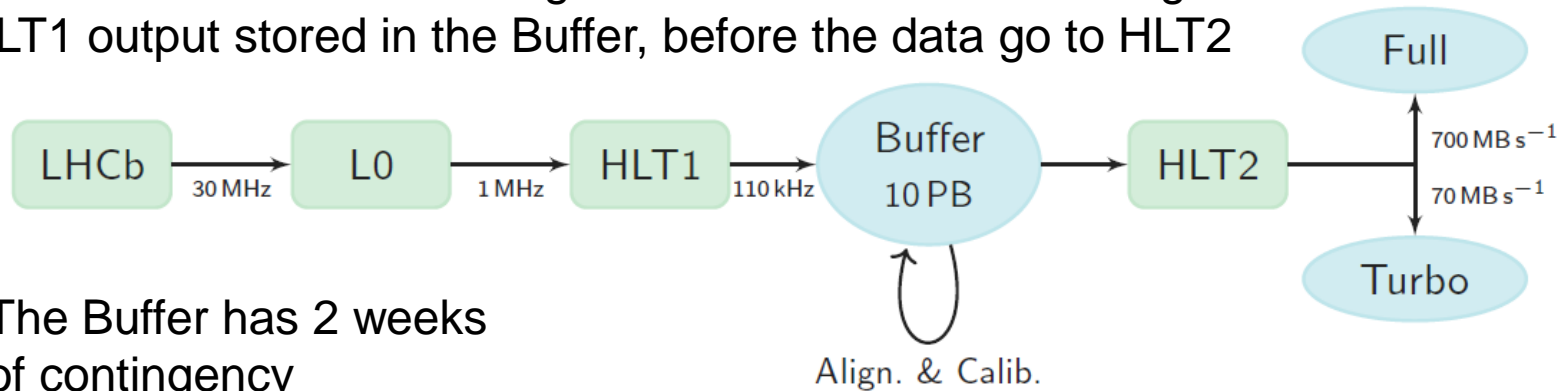 LT1 output stored in the Buffer, before the data go to HLT2
Full
LHCb
30 MHz
L0
1 MHz
HLT1
110 kHz
Buffer
10 PB
HLT2
700 MB s⁻¹
70 MB s⁻¹
Turbo
The Buffer has 2 weeks
of contingency
Align. & Calib.